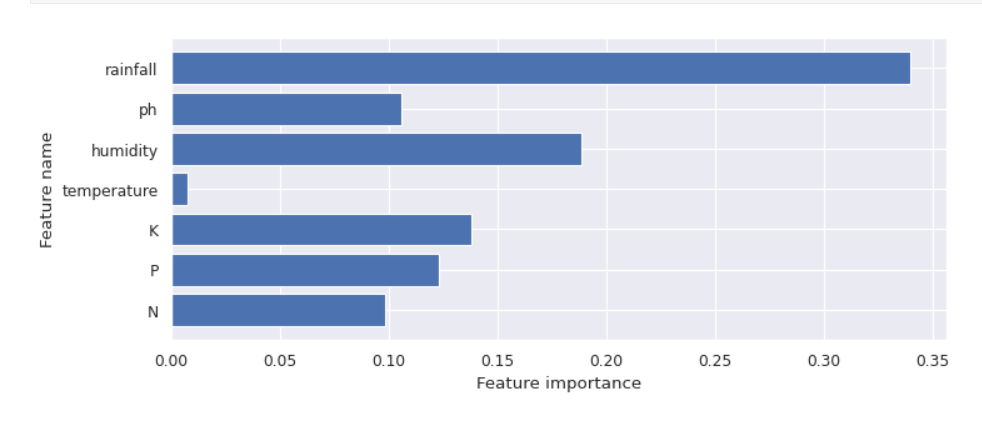 rainfall
ph
humidity
temperature
K
P
N
Feature name
0.00 0.05 0.10 0.15 0.20 0.25 0.30 0.35
Feature importance